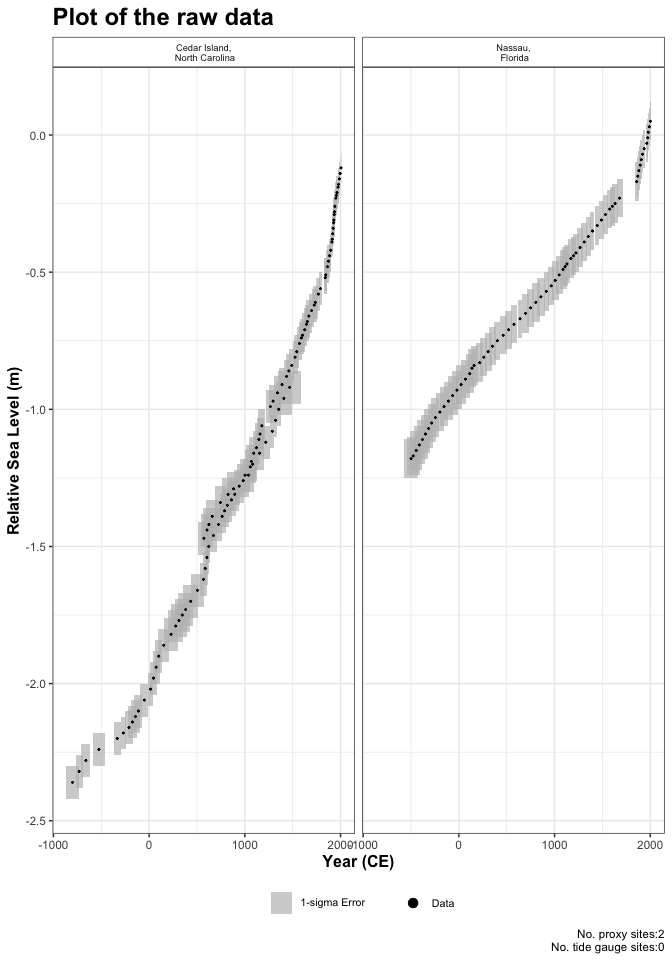 Plot of the raw data
Cedar Island,
North Carolina
Nassau,
Florida
Relative Sea Level (m)
0.0
-0.5
-1.0
-1.5
-2.0
-2.5
-1000 0 1000 2000
-1000 0 1000 2000
Year (CE)
1-sigma Error
Data
No. proxy sites:2
No. tide gauge sites:0